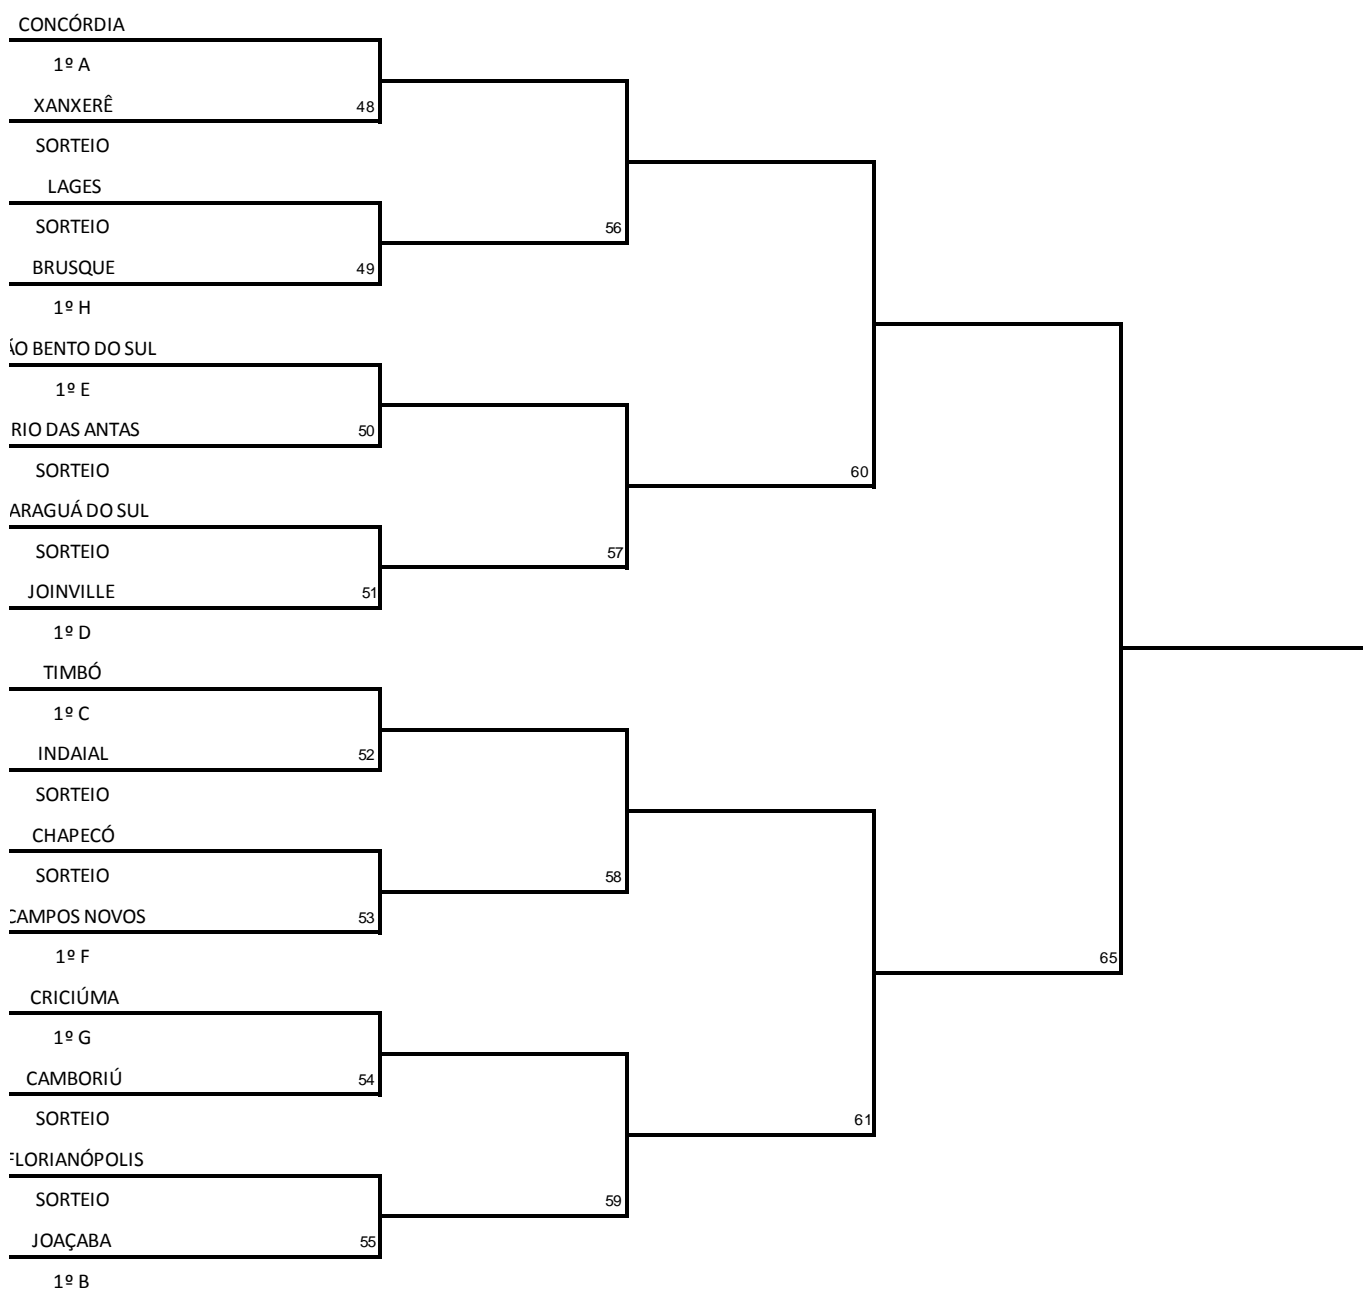 CONCÓRDIA
1º A
XANXERÊ 48
SORTEIO
LAGES
SORTEIO 56
BRUSQUE 49
1º H
ÃO BENTO DO SUL
1º E
RIO DAS ANTAS 50
SORTEIO 60
ARAGUÁ DO SUL
SORTEIO 57
JOINVILLE 51
1º D
TIMBÓ
1º C
INDAIAL 52
SORTEIO
CHAPECÓ
SORTEIO 58
CAMPOS NOVOS 53
1º F 65
CRICIÚMA
1º G
CAMBORIÚ 54
SORTEIO 61
FLORIANÓPOLIS
SORTEIO 59
JOAÇABA 55
1º B